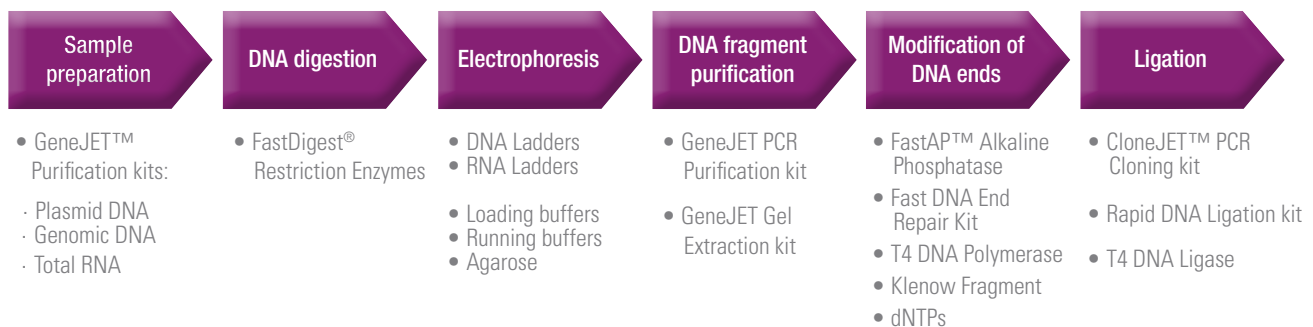 Sample
preparation
DNA digestion
Electrophoresis
DNA fragment
purification
Modification of
DNA ends
Ligation
• GeneJET™
Purification kits:
· Plasmid DNA
· Genomic DNA
· Total RNA
• FastDigest®
Restriction Enzymes
• DNA Ladders
• RNA Ladders
• Loading buffers
• Running buffers
• Agarose
• GeneJET PCR
Purification kit
• GeneJET Gel
Extraction kit
• FastAP™ Alkaline
Phosphatase
• Fast DNA End
Repair Kit
• T4 DNA Polymerase
• Klenow Fragment
• dNTPs
• CloneJET™ PCR
Cloning kit
• Rapid DNA Ligation kit
• T4 DNA Ligase